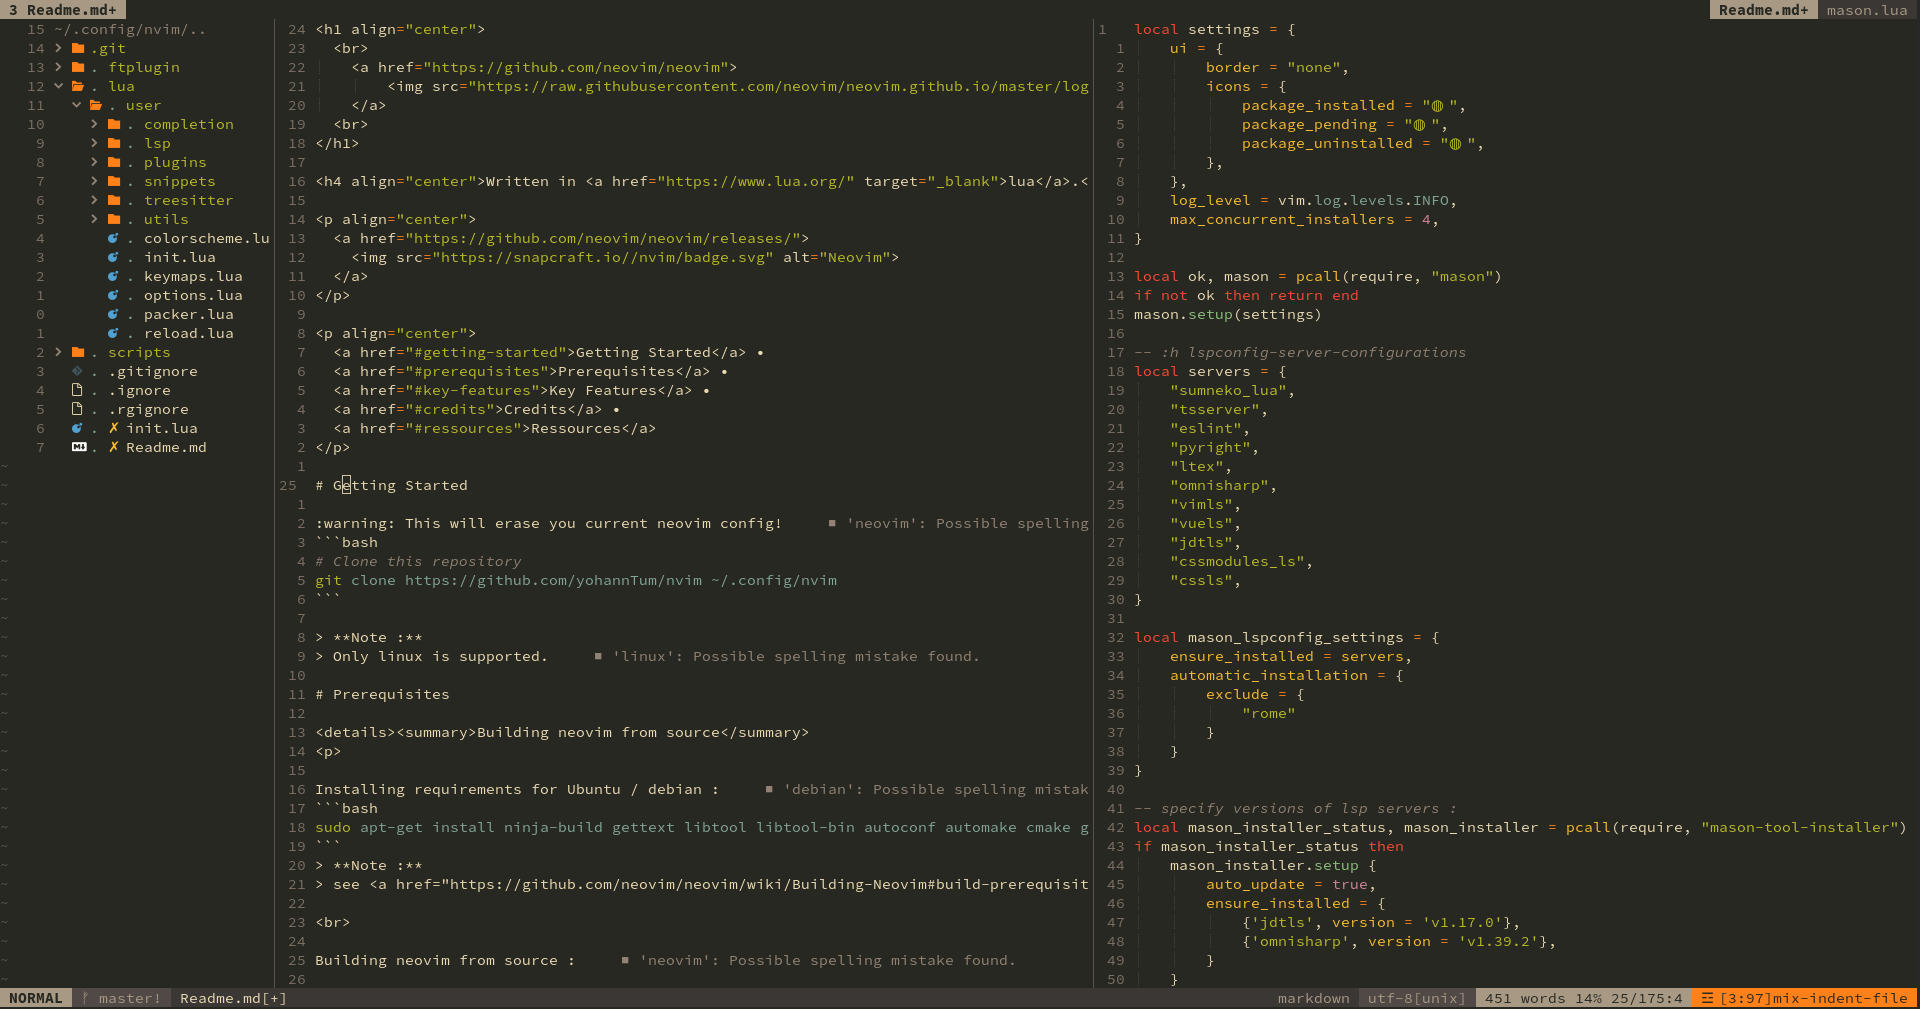 3 Readme.md+
Readme.md+ mason.lua
15 ~/.config/nvim/..
14 .git
13 . ftplugin
12 . lua
11 . user
10 . completion
9 . lsp
8 . plugins
7 . snippets
6 . treesitter
5 . utils
4 . colorscheme.lu
3 . init.lua
2 . keymaps.lua
1 . options.lua
0 . packer.lua
1 . reload.lua
2 . scripts
3 . .gitignore
4 . .ignore
5 . .rgignore
6 . ✗ init.lua
7 . ✗ Readme.md
24 <h1 align="center">
23 <br>
22 <a href="https://github.com/neovim/neovim">
21 <img src="https://raw.githubusercontent.com/neovim/neovim.github.io/master/log
20 </a>
19 <br>
18 </h1>
17
16 <h4 align="center">Written in <a href="https://www.lua.org/" target="_blank">lua</a>.<
15
14 <p align="center">
13 <a href="https://github.com/neovim/neovim/releases/">
12 <img src="https://snapcraft.io//nvim/badge.svg" alt="Neovim">
11 </a>
10 </p>
9
8 <p align="center">
7 <a href="#getting-started">Getting Started</a> •
6 <a href="#prerequisites">Prerequisites</a> •
5 <a href="#key-features">Key Features</a> •
4 <a href="#credits">Credits</a> •
3 <a href="#ressources">Ressources</a>
2 </p>
1
25 # Getting Started
1
2 :warning: This will erase you current neovim config! ■ 'neovim': Possible spelling
3 ```bash
4 # Clone this repository
5 git clone https://github.com/yohannTum/nvim ~/.config/nvim
6 ```
7
8 > **Note :**
9 > Only linux is supported. ■ 'linux': Possible spelling mistake found.
10
11 # Prerequisites
12
13 <details><summary>Building neovim from source</summary>
14 <p>
15
16 Installing requirements for Ubuntu / debian : ■ 'debian': Possible spelling mistak
17 ```bash
18 sudo apt-get install ninja-build gettext libtool libtool-bin autoconf automake cmake g
19 ```
20 > **Note :**
21 > see <a href="https://github.com/neovim/neovim/wiki/Building-Neovim#build-prerequisit
22
23 <br>
24
25 Building neovim from source : ■ 'neovim': Possible spelling mistake found.
26
1 local settings = {
1 ui = {
2 border = "none",
3 icons = {
4 package_installed = "◍ ",
5 package_pending = "◍ ",
6 package_uninstalled = "◍ ",
7 },
8 },
9 log_level = vim.log.levels.INFO,
10 max_concurrent_installers = 4,
11 }
12
13 local ok, mason = pcall(require, "mason")
14 if not ok then return end
15 mason.setup(settings)
16
17 -- :h lspconfig-server-configurations
18 local servers = {
19 "sumneko_lua",
20 "tsserver",
21 "eslint",
22 "pyright",
23 "ltex",
24 "omnisharp",
25 "vimls",
26 "vuels",
27 "jdtls",
28 "cssmodules_ls",
29 "cssls",
30 }
31
32 local mason_lspconfig_settings = {
33 ensure_installed = servers,
34 automatic_installation = {
35 exclude = {
36 "rome"
37 }
38 }
39 }
40
41 -- specify versions of lsp servers :
42 local mason_installer_status, mason_installer = pcall(require, "mason-tool-installer")
43 if mason_installer_status then
44 mason_installer.setup {
45 auto_update = true,
46 ensure_installed = {
47 {'jdtls', version = 'v1.17.0'},
48 {'omnisharp', version = 'v1.39.2'},
49 }
50 }
NORMAL master! Readme.md[+] markdown utf-8[unix] 451 words 14% 25/175:4 ☲ [3:97]mix-indent-file